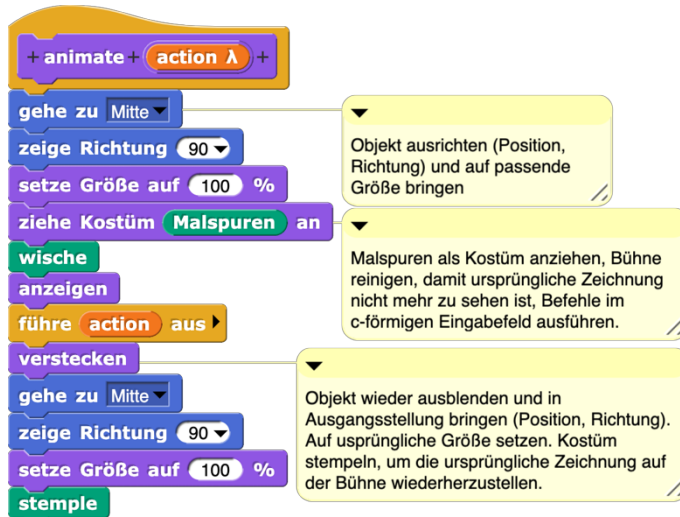 + animate + action λ +
gehe zu Mitte
zeige Richtung 90
setze Größe auf 100 %
ziehe Kostüm Malspuren an
wische
anzeigen
führe action aus
verstecken
gehe zu Mitte
zeige Richtung 90
setze Größe auf 100 %
stemple
Objekt ausrichten (Position,
Richtung) und auf passende
Größe bringen
Malspuren als Kostüm anziehen, Bühne
reinigen, damit ursprüngliche Zeichnung
nicht mehr zu sehen ist, Befehle im
c-förmigen Eingabefeld ausführen.
Objekt wieder ausblenden und in
Ausgangsstellung bringen (Position, Richtung).
Auf usprüngliche Größe setzen. Kostüm
stempeln, um die ursprüngliche Zeichnung auf
der Bühne wiederherzustellen.